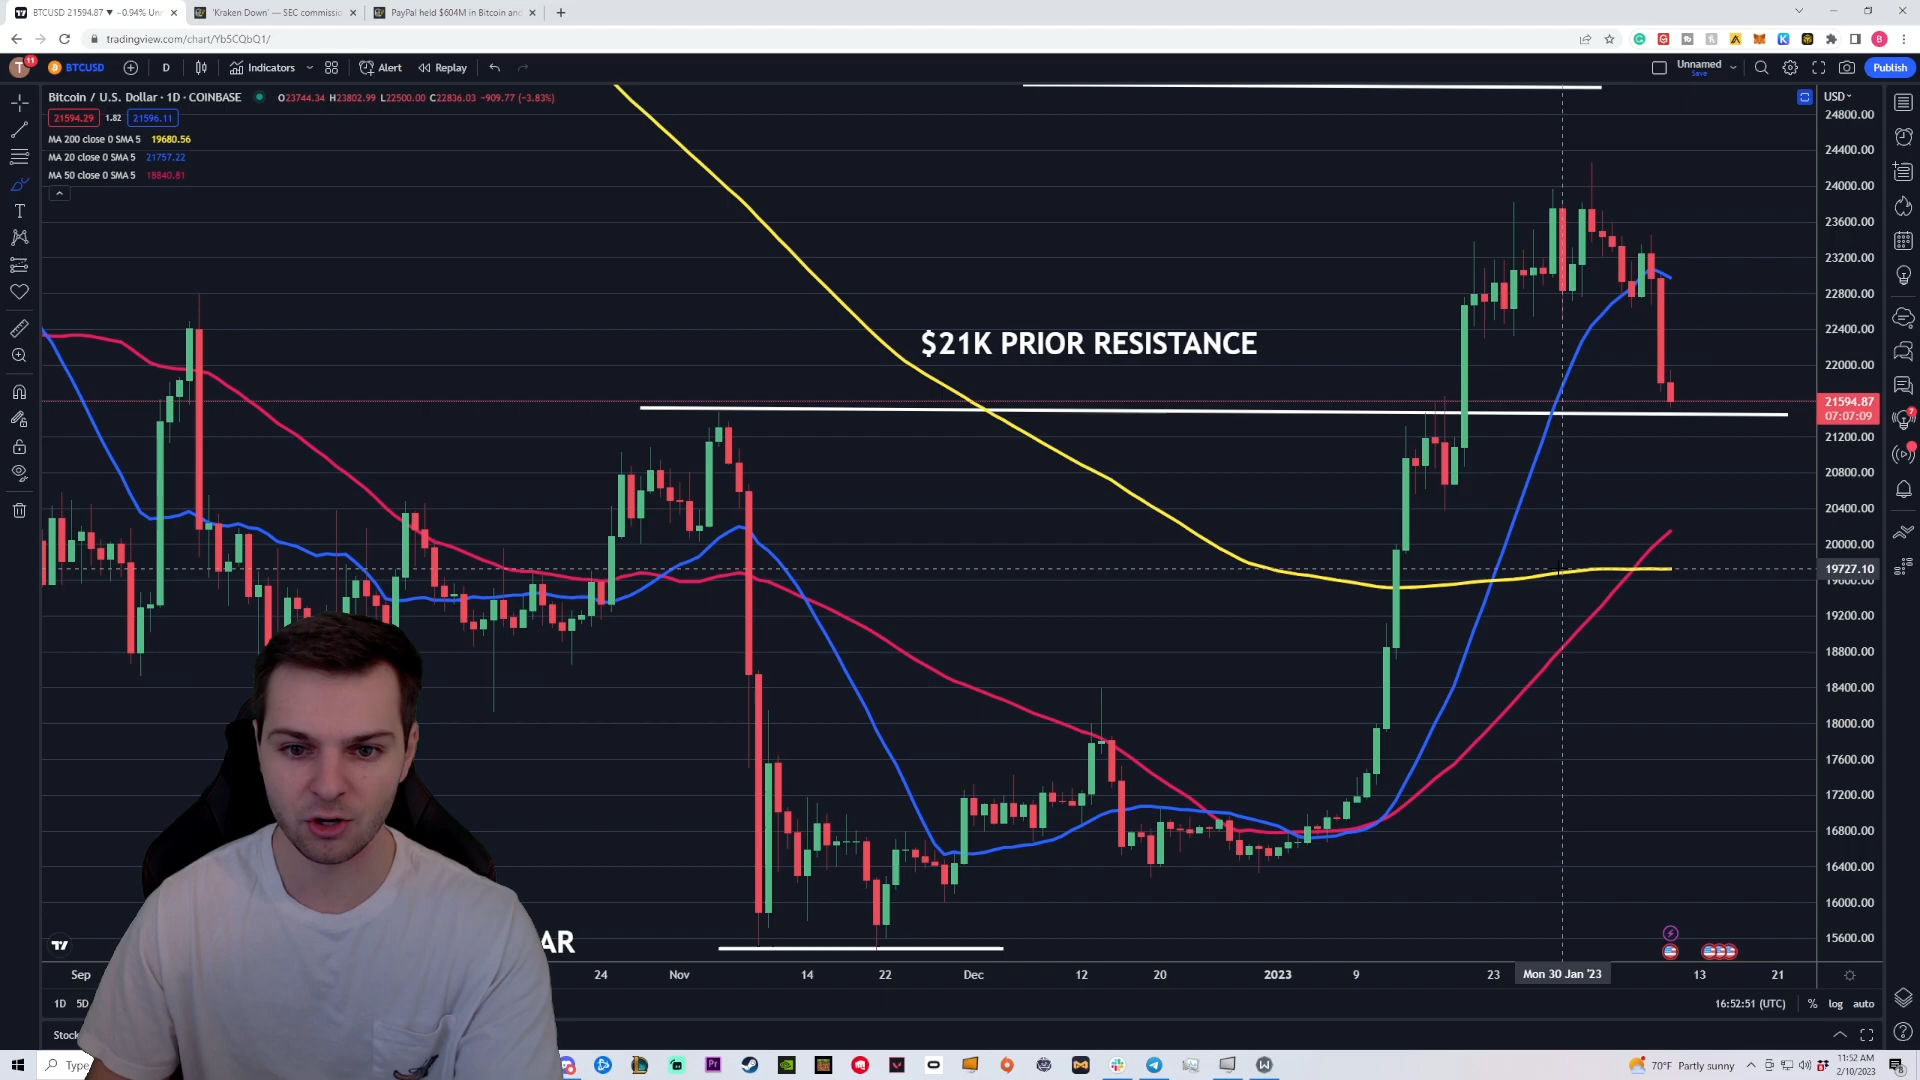 BTCUSD 21594.87 ▼ −0.94% Un
'Kraken Down' — SEC commissio
PayPal held $604M in Bitcoin and
tradingview.com/chart/Yb5CQbQ1/
T 11 BTCUSD D Indicators Alert Replay Unnamed Save Publish
Bitcoin / U.S. Dollar · 1D · COINBASE O23744.34 H23802.99 L22500.00 C22836.03 −909.77 (−3.83%)
21594.29 1.82 21596.11
MA 200 close 0 SMA 5 19680.56
MA 20 close 0 SMA 5 21757.22
MA 50 close 0 SMA 5 18840.81
USD
24800.00
24400.00
24000.00
23600.00
23200.00
22800.00
22400.00
22000.00
21594.87
07:07:09
21200.00
20800.00
20400.00
20000.00
19727.10
19600.00
19200.00
18800.00
18400.00
18000.00
17600.00
17200.00
16800.00
16400.00
16000.00
15600.00
$21K PRIOR RESISTANCE
AR
Sep 24 Nov 14 22 Dec 12 20 2023 9 23 Mon 30 Jan '23 13 21
1D 5D 16:52:51 (UTC) % log auto
Stock
Type
70°F Partly sunny 11:52 AM
2/10/2023